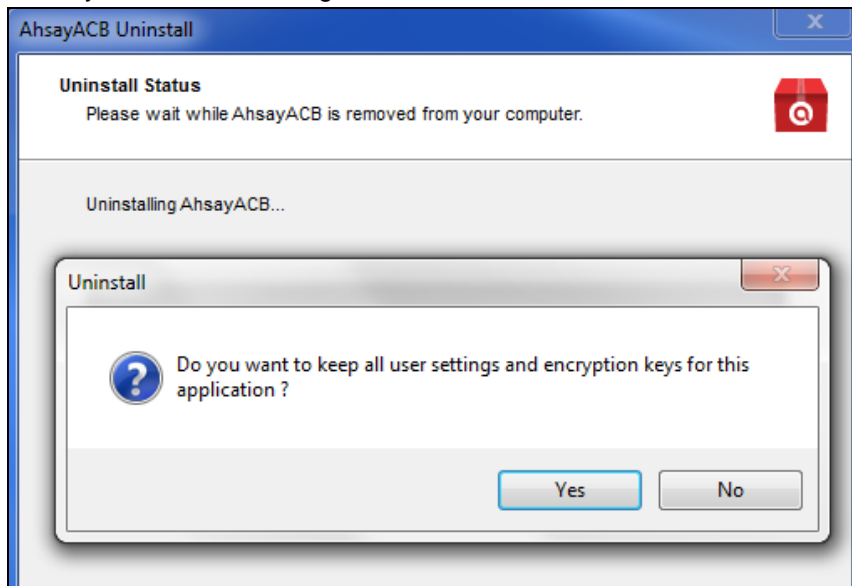 AhsayACB Uninstall
Uninstall Status
Please wait while AhsayACB is removed from your computer.
Uninstalling AhsayACB...
Uninstall
Do you want to keep all user settings and encryption keys for this
application ?
Yes No